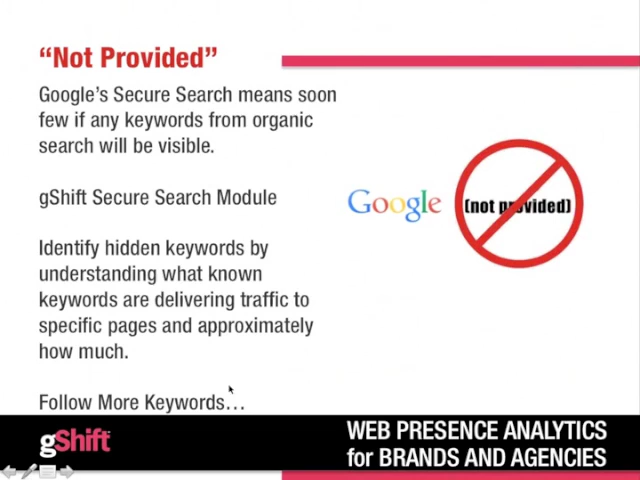 “Not Provided”
Google’s Secure Search means soon
few if any keywords from organic
search will be visible.
gShift Secure Search Module
Identify hidden keywords by
understanding what known
keywords are delivering traffic to
specific pages and approximately
how much.
Follow More Keywords…
Google
(not provided)
gShift
WEB PRESENCE ANALYTICS
for BRANDS AND AGENCIES